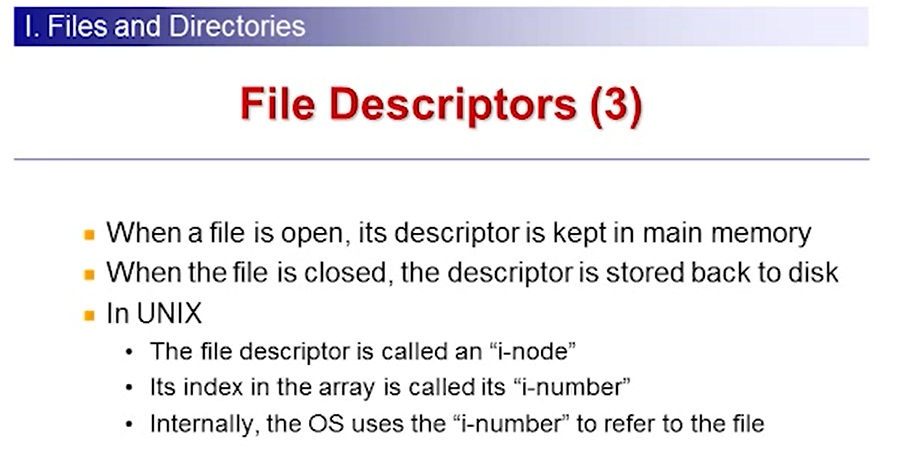 I. Files and Directories
File Descriptors (3)
When a file is open, its descriptor is kept in main memory
When the file is closed, the descriptor is stored back to disk
In UNIX
The file descriptor is called an “i-node”
Its index in the array is called its “i-number”
Internally, the OS uses the “i-number” to refer to the file